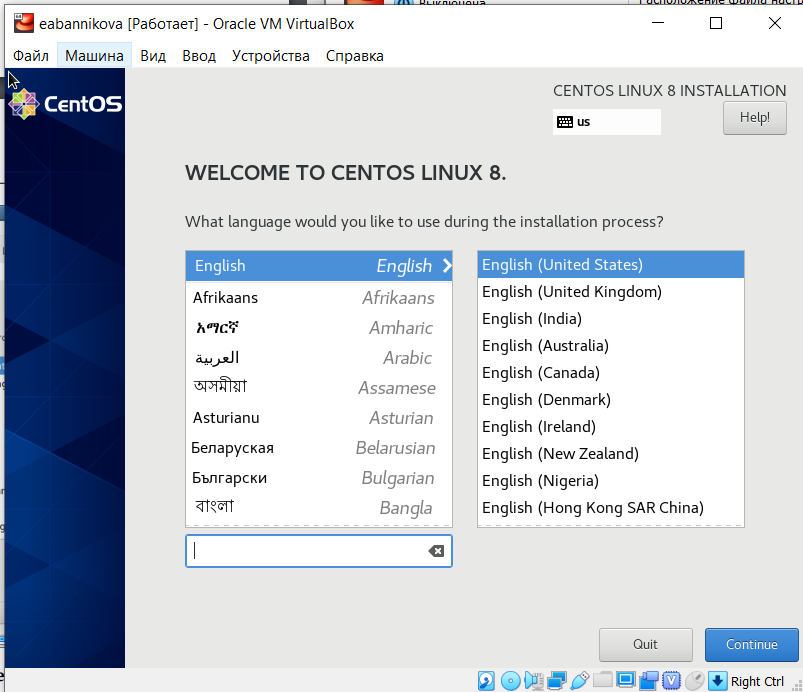 Выключена
Расположение файла настр
eabannikova [Работает] - Oracle VM VirtualBox
Файл Машина Вид Ввод Устройства Справка
CentOS
CENTOS LINUX 8 INSTALLATION
us
Help!
WELCOME TO CENTOS LINUX 8.
What language would you like to use during the installation process?
English English
Afrikaans Afrikaans
አማርኛ Amharic
العربية Arabic
অসমীয়া Assamese
Asturianu Asturian
Беларуская Belarusian
Български Bulgarian
বাংলা Bangla
English (United States)
English (United Kingdom)
English (India)
English (Australia)
English (Canada)
English (Denmark)
English (Ireland)
English (New Zealand)
English (Nigeria)
English (Hong Kong SAR China)
Quit
Continue
Right Ctrl